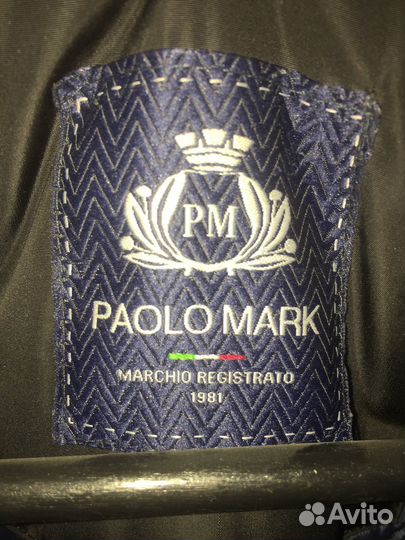 PM
PAOLO MARK
MARCHIO REGISTRATO
1981
Avito